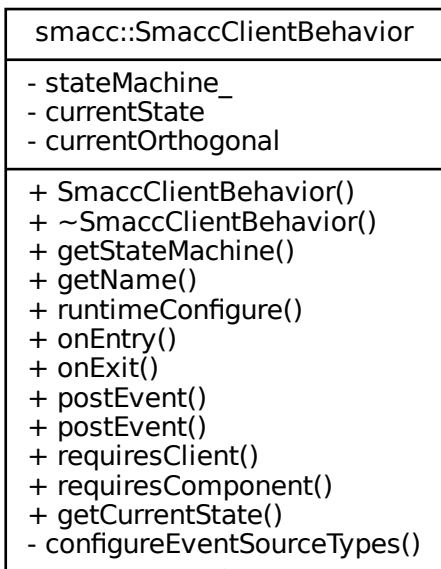 smacc::SmaccClientBehavior
- stateMachine_
- currentState
- currentOrthogonal
+ SmaccClientBehavior()
+ ~SmaccClientBehavior()
+ getStateMachine()
+ getName()
+ runtimeConfigure()
+ onEntry()
+ onExit()
+ postEvent()
+ postEvent()
+ requiresClient()
+ requiresComponent()
+ getCurrentState()
- configureEventSourceTypes()